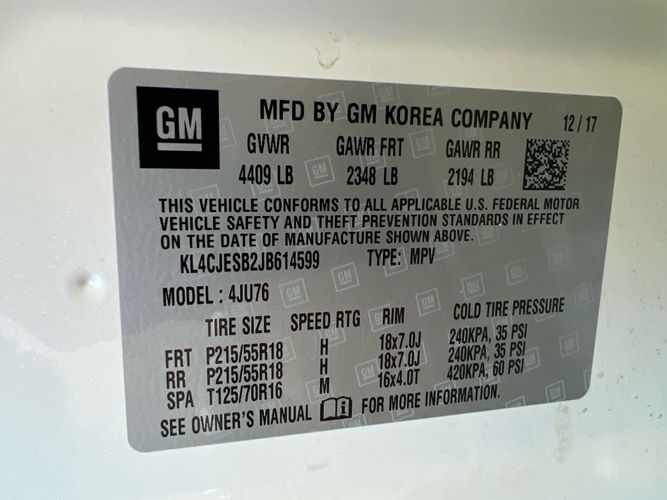 GM
MFD BY GM KOREA COMPANY 12/17
GVWR GAWR FRT GAWR RR
4409 LB 2348 LB 2194 LB
THIS VEHICLE CONFORMS TO ALL APPLICABLE U.S. FEDERAL MOTOR
VEHICLE SAFETY AND THEFT PREVENTION STANDARDS IN EFFECT
ON THE DATE OF MANUFACTURE SHOWN ABOVE.
KL4CJESB2JB614599 TYPE: MPV
MODEL : 4JU76
TIRE SIZE SPEED RTG RIM COLD TIRE PRESSURE
FRT P215/55R18 H 18x7.0J 240KPA, 35 PSI
RR P215/55R18 H 18x7.0J 240KPA, 35 PSI
SPA T125/70R16 M 16x4.0T 420KPA, 60 PSI
SEE OWNER'S MANUAL FOR MORE INFORMATION.